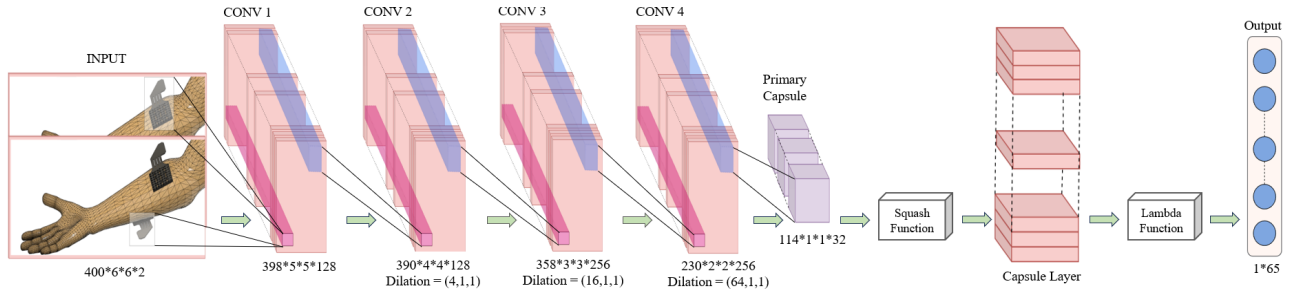 INPUT
400*6*6*2
CONV 1
398*5*5*128
CONV 2
390*4*4*128
Dilation = (4,1,1)
CONV 3
358*3*3*256
Dilation = (16,1,1)
CONV 4
230*2*2*256
Dilation = (64,1,1)
Primary
Capsule
114*1*1*32
Squash
Function
Capsule Layer
Lambda
Function
Output
1*65